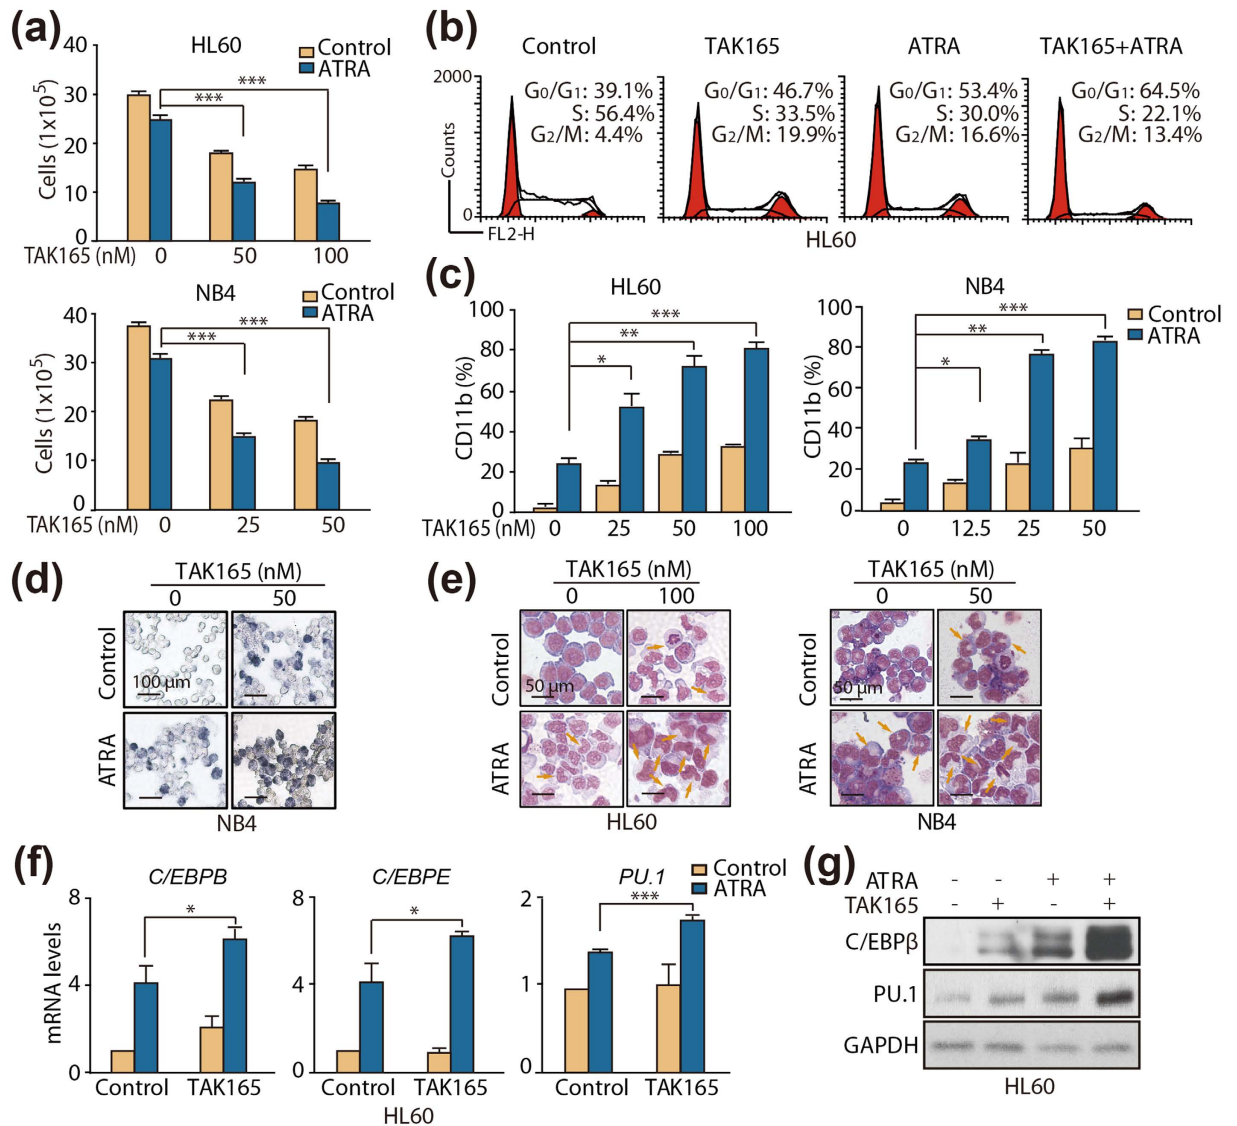 (a)
HL60
Control
ATRA
Cells (1x10⁵)
40
30
20
10
0
***
***
TAK165 (nM) 0 50 100
NB4
Control
ATRA
Cells (1x10⁵)
40
30
20
10
0
***
***
TAK165 (nM) 0 25 50
(b)
Control TAK165 ATRA TAK165+ATRA
2000
Counts
0
FL2-H
G₀/G₁: 39.1%
S: 56.4%
G₂/M: 4.4%
G₀/G₁: 46.7%
S: 33.5%
G₂/M: 19.9%
G₀/G₁: 53.4%
S: 30.0%
G₂/M: 16.6%
G₀/G₁: 64.5%
S: 22.1%
G₂/M: 13.4%
HL60
(c)
HL60
CD11b (%)
100
80
60
40
20
0
***
**
*
TAK165 (nM) 0 25 50 100
NB4
Control
ATRA
CD11b (%)
100
80
60
40
20
0
***
**
*
0 12.5 25 50
(d)
TAK165 (nM)
0 50
Control
100 μm
ATRA
NB4
(e)
TAK165 (nM)
0 100
Control
50 μm
ATRA
HL60
TAK165 (nM)
0 50
Control
50 μm
ATRA
NB4
(f)
C/EBPB
mRNA levels
8
4
0
*
Control TAK165
C/EBPE
8
4
0
*
Control TAK165
PU.1
Control
ATRA
2
1
0
***
Control TAK165
HL60
(g)
ATRA - - + +
TAK165 - + - +
C/EBPβ
PU.1
GAPDH
HL60